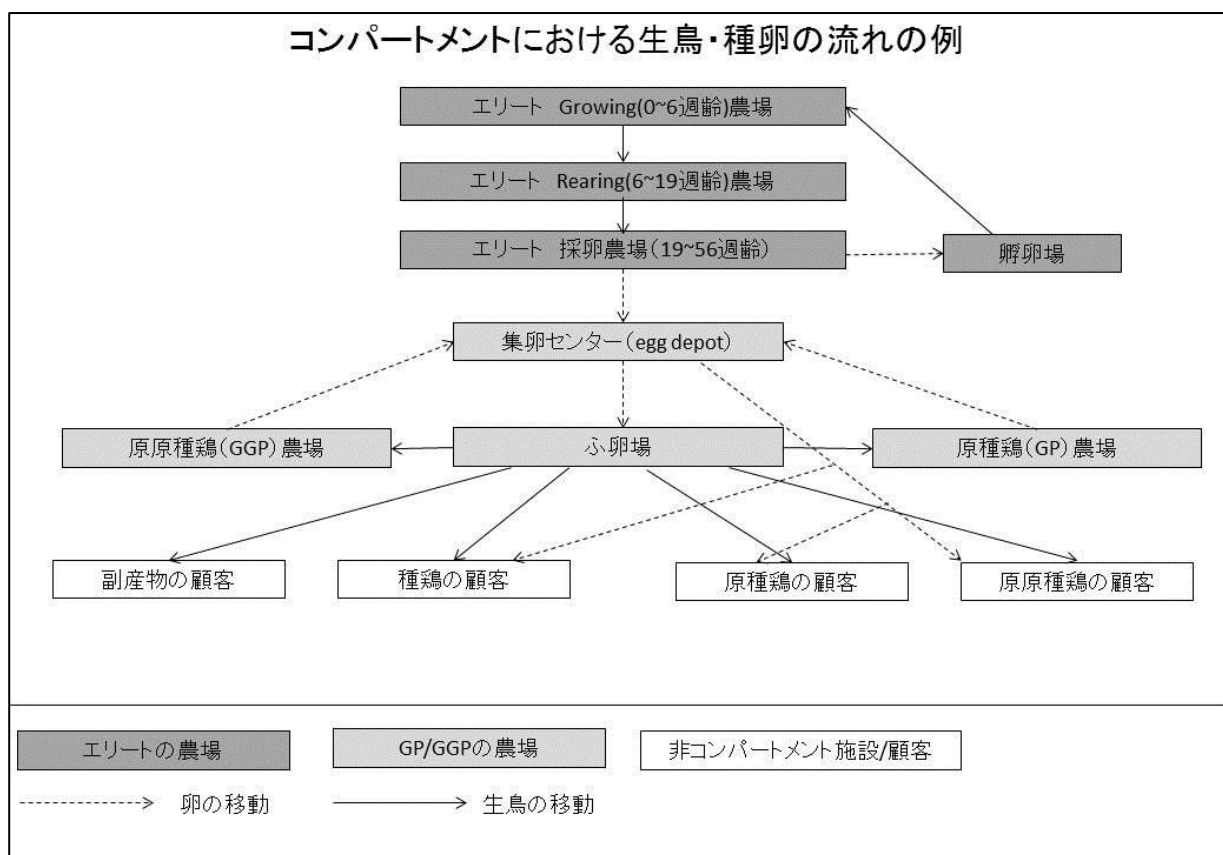 コンパートメントにおける生鳥・種卵の流れの例
エリート Growing(0~6週齢)農場
エリート Rearing(6~19週齢)農場
エリート 採卵農場(19~56週齢)
孵卵場
集卵センター(egg depot)
原原種鶏(GGP)農場
ふ卵場
原種鶏(GP)農場
副産物の顧客
種鶏の顧客
原種鶏の顧客
原原種鶏の顧客
エリートの農場
GP/GGPの農場
非コンパートメント施設/顧客
卵の移動
生鳥の移動